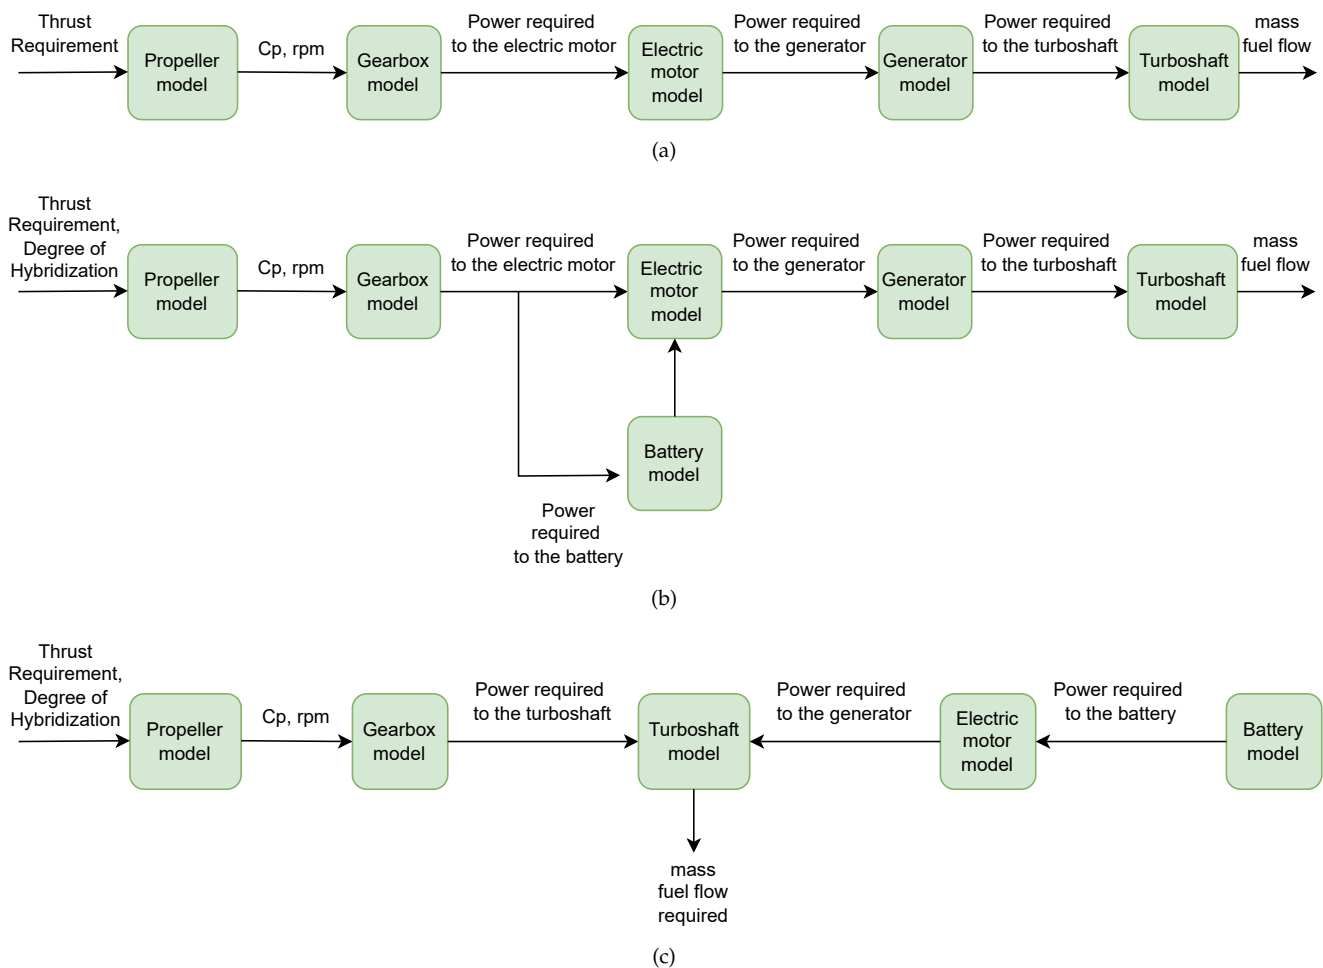 Thrust
Requirement
Propeller
model
Cp, rpm
Gearbox
model
Power required
to the electric motor
Electric
motor
model
Power required
to the generator
Generator
model
Power required
to the turboshaft
Turboshaft
model
mass
fuel flow
(a)
Thrust
Requirement,
Degree of
Hybridization
Propeller
model
Cp, rpm
Gearbox
model
Power required
to the electric motor
Electric
motor
model
Power required
to the generator
Generator
model
Power required
to the turboshaft
Turboshaft
model
mass
fuel flow
Battery
model
Power
required
to the battery
(b)
Thrust
Requirement,
Degree of
Hybridization
Propeller
model
Cp, rpm
Gearbox
model
Power required
to the turboshaft
Turboshaft
model
Power required
to the generator
Electric
motor
model
Power required
to the battery
Battery
model
mass
fuel flow
required
(c)